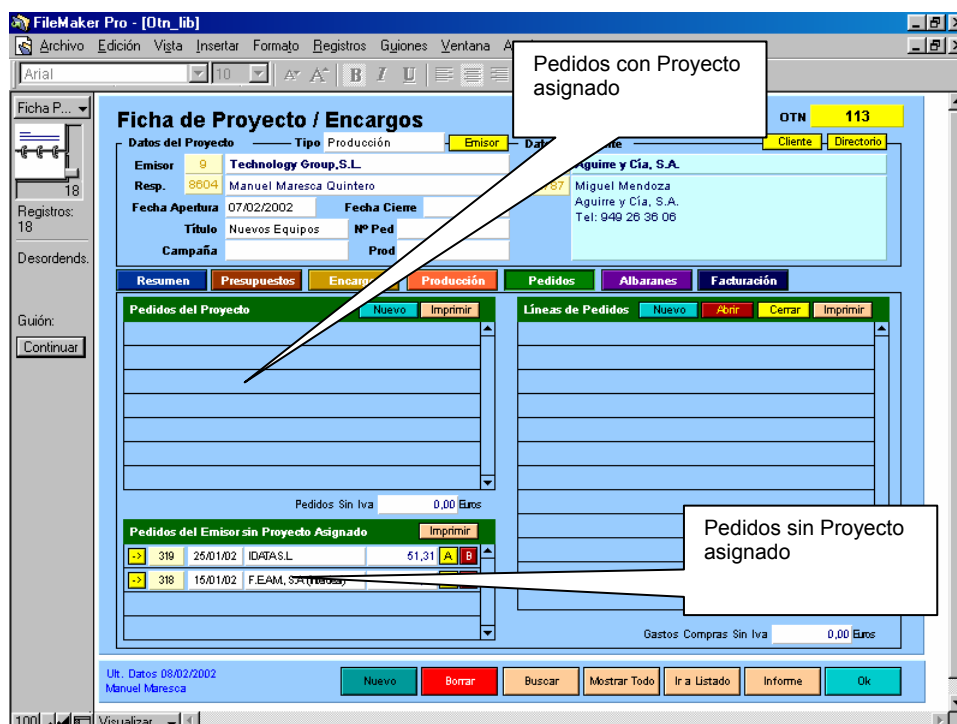 FileMaker Pro - [Otn_lib]
Archivo Edición Vista Insertar Formato Registros Guiones Ventana
Arial 10 B I U
Pedidos con Proyecto
asignado
Ficha P...
18
Registros:
18
Desordends.
Guión:
Continuar
Ficha de Proyecto / Encargos
OTN 113
Datos del Proyecto Tipo Producción Emisor
Cliente Directorio
Emisor 9 Technology Group,S.L. Aguirre y Cía, S.A.
Resp. 8604 Manuel Maresca Quintero Miguel Mendoza
Aguirre y Cía, S.A.
Tel: 949 26 36 06
Fecha Apertura 07/02/2002 Fecha Cierre
Título Nuevos Equipos Nº Ped
Campaña Prod
Resumen Presupuestos Producción Pedidos Albaranes Facturación
Pedidos del Proyecto Nuevo Imprimir
Líneas de Pedidos Nuevo Abrir Cerrar Imprimir
Pedidos Sin Iva 0,00 Euros
Pedidos del Emisor sin Proyecto Asignado Imprimir
-> 319 25/01/02 IDATA S.L 51,31 A B
-> 318 15/01/02 F.E.AM, S.A
Pedidos sin Proyecto
asignado
Gastos Compras Sin Iva 0,00 Euros
Ult. Datos 08/02/2002
Manuel Maresca
Nuevo Borrar Buscar Mostrar Todo Ir a Listado Informe Ok
100 Visualizar